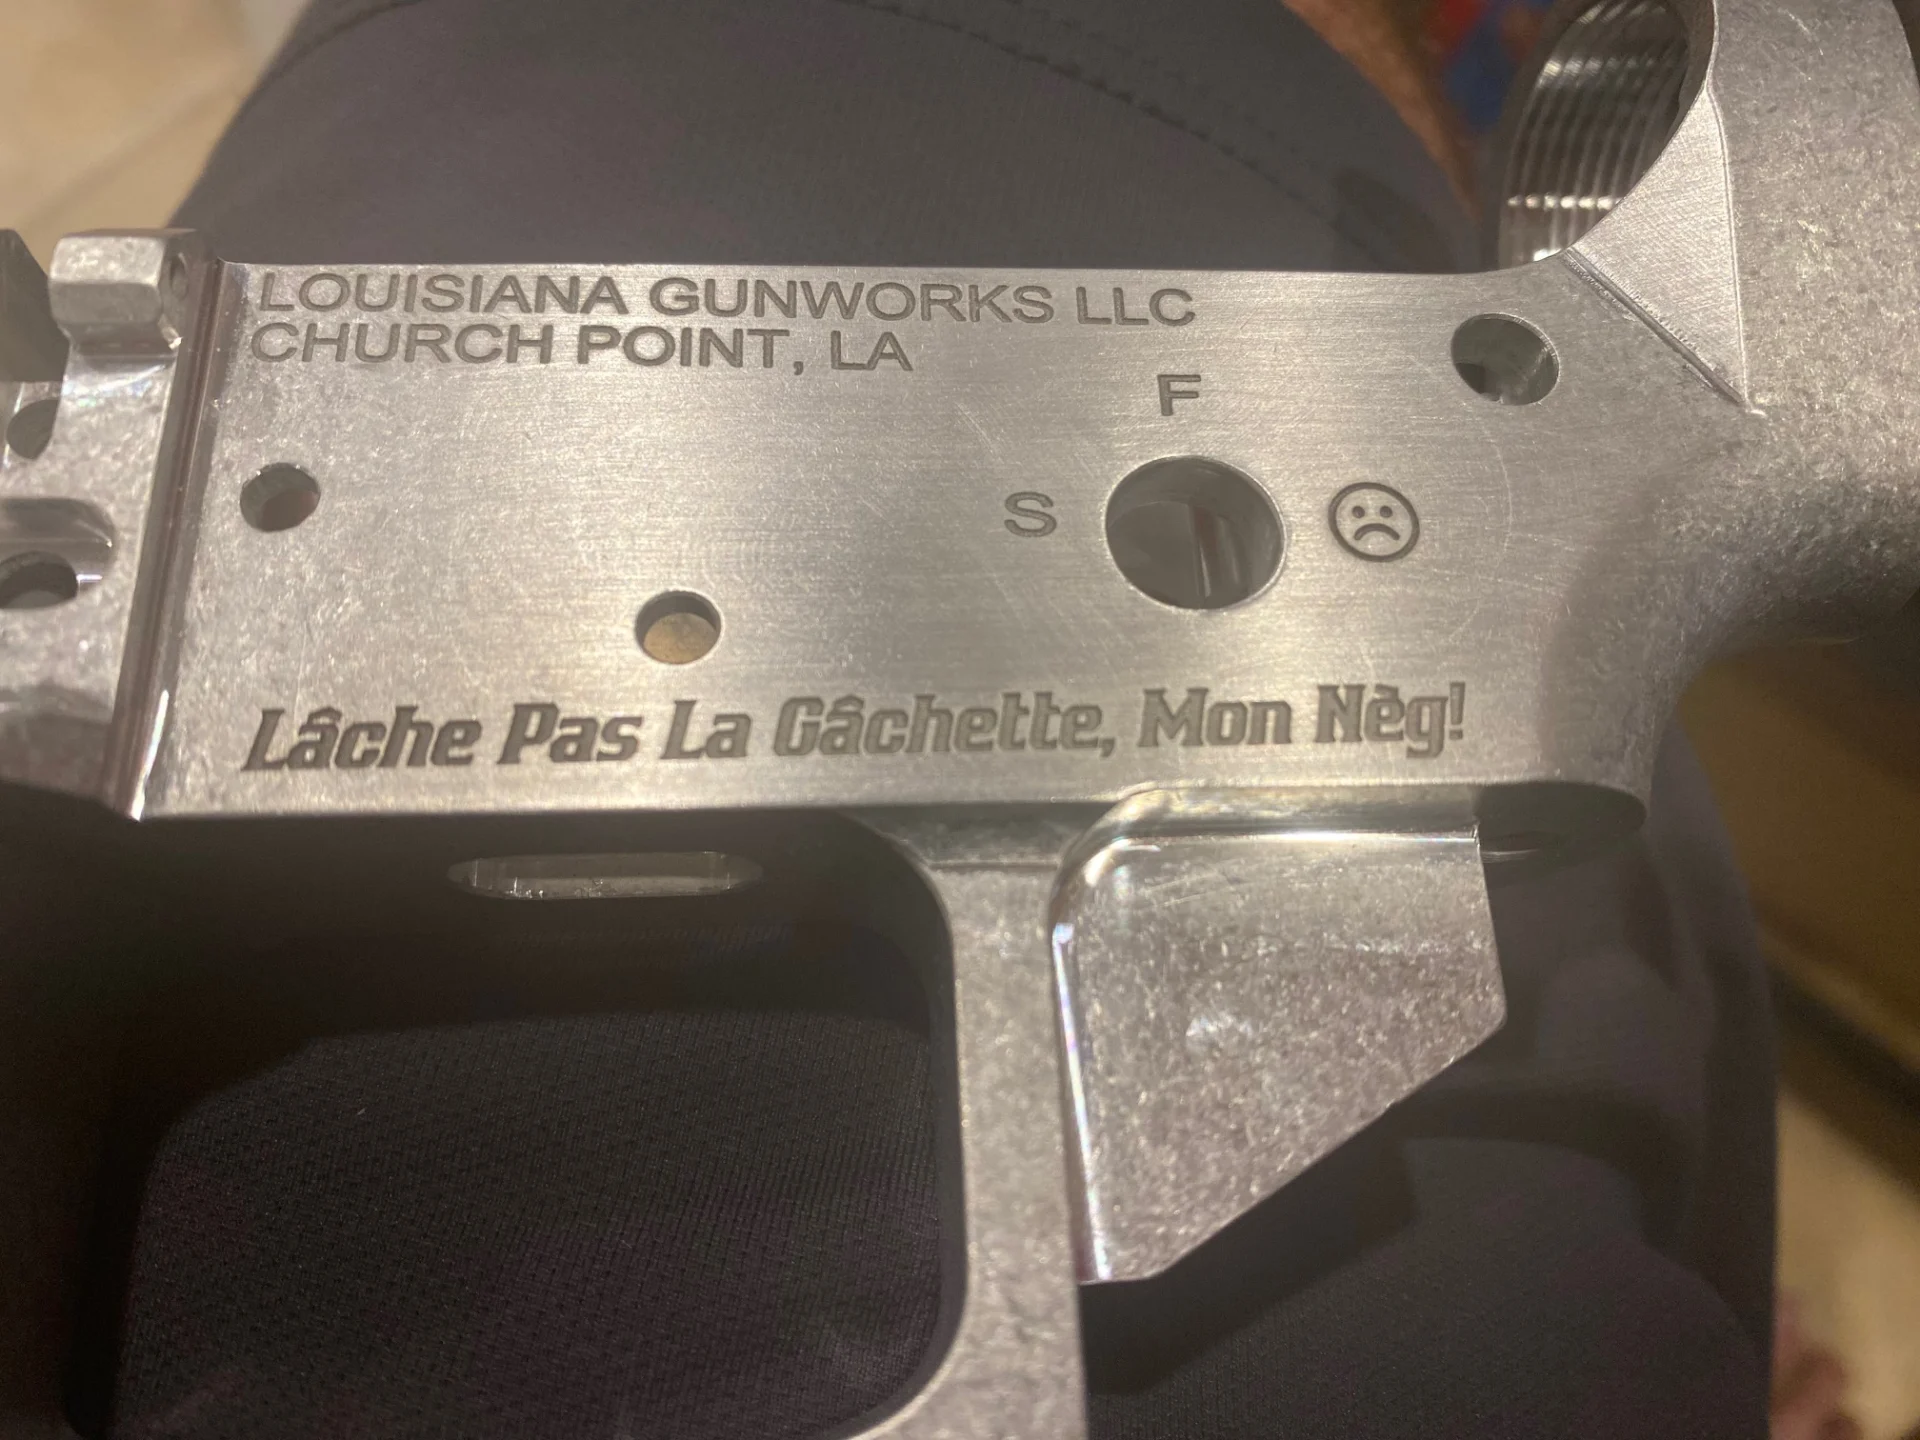 LOUISIANA GUNWORKS LLC
CHURCH POINT, LA
F
S
Lâche Pas La Gâchette, Mon Nèg!